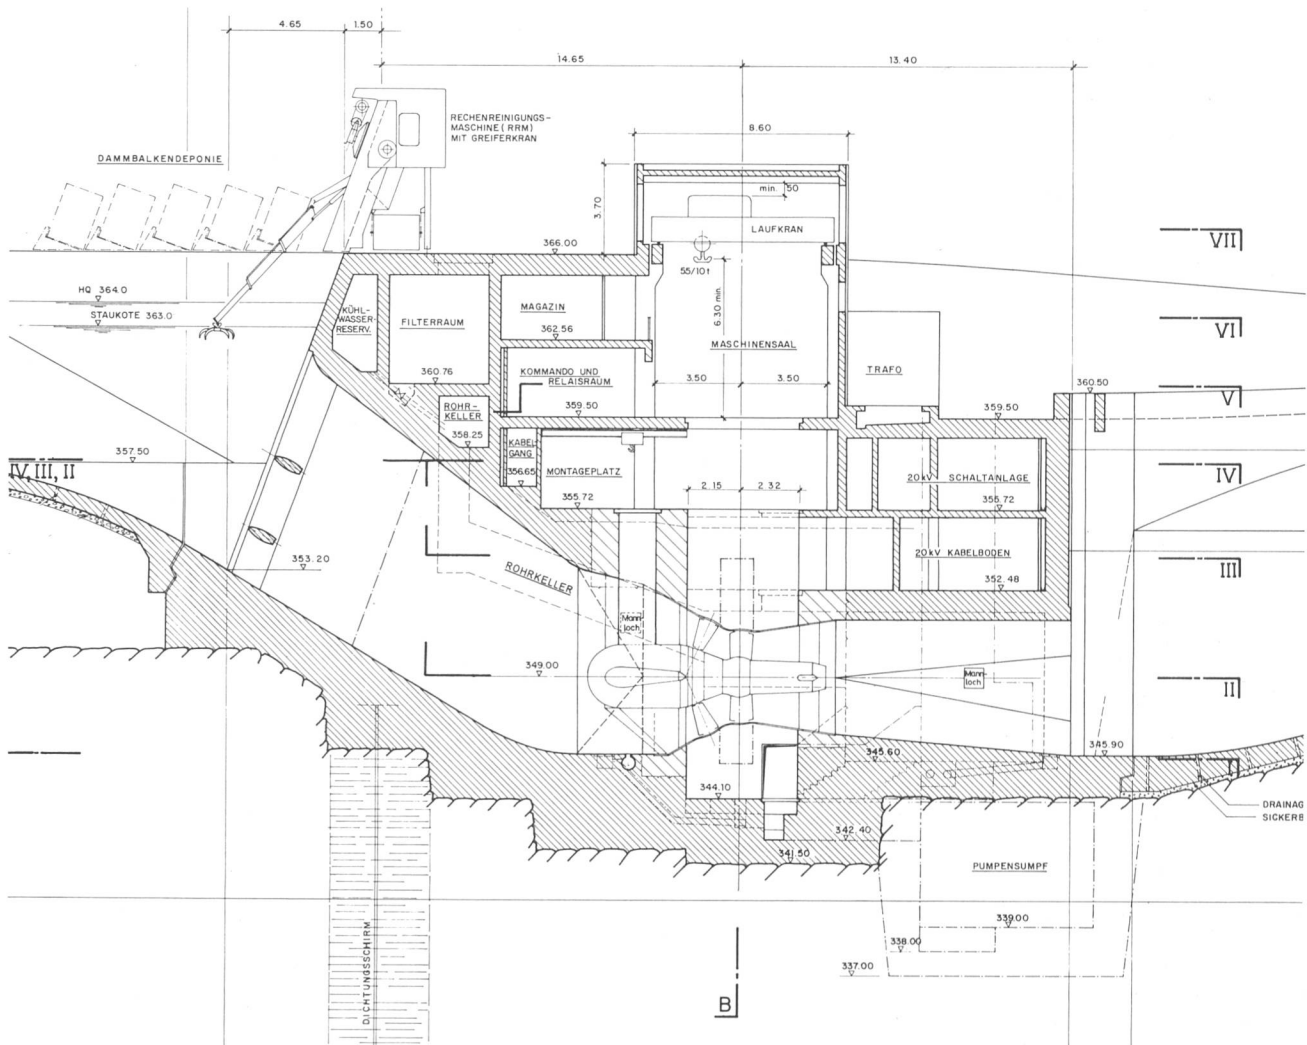 4.65
1.50
14.65
13.40
RECHENREINIGUNGS-
MASCHINE (RRM)
MIT GREIFERKRAN
8.60
DAMMBALKENDEPONIE
min. 50
3.70
LAUFKRAN
VII
366.00
55/10 t
HQ 364.0
STAUKOTE 363.0
KÜHL-
WASSER-
RESERV.
FILTERRAUM
MAGAZIN
362.56
6.30 min.
MASCHINENSAAL
VI
360.76
KOMMANDO UND
RELAISRAUM
3.50
3.50
TRAFO
360.50
V
ROHR-
KELLER
359.50
359.50
358.25
357.50
IV, III, II
KABEL-
GANG
356.65
MONTAGEPLATZ
355.72
2.15
2.32
20kV SCHALTANLAGE
355.72
IV
353.20
ROHRKELLER
20kV KABELBODEN
352.48
III
Mann-
loch
349.00
Mann-
loch
II
345.60
345.90
344.10
342.40
341.50
DRAINAG
SICKERB
PUMPENSUMPF
339.00
338.00
337.00
DICHTUNGSSCHIRM
B